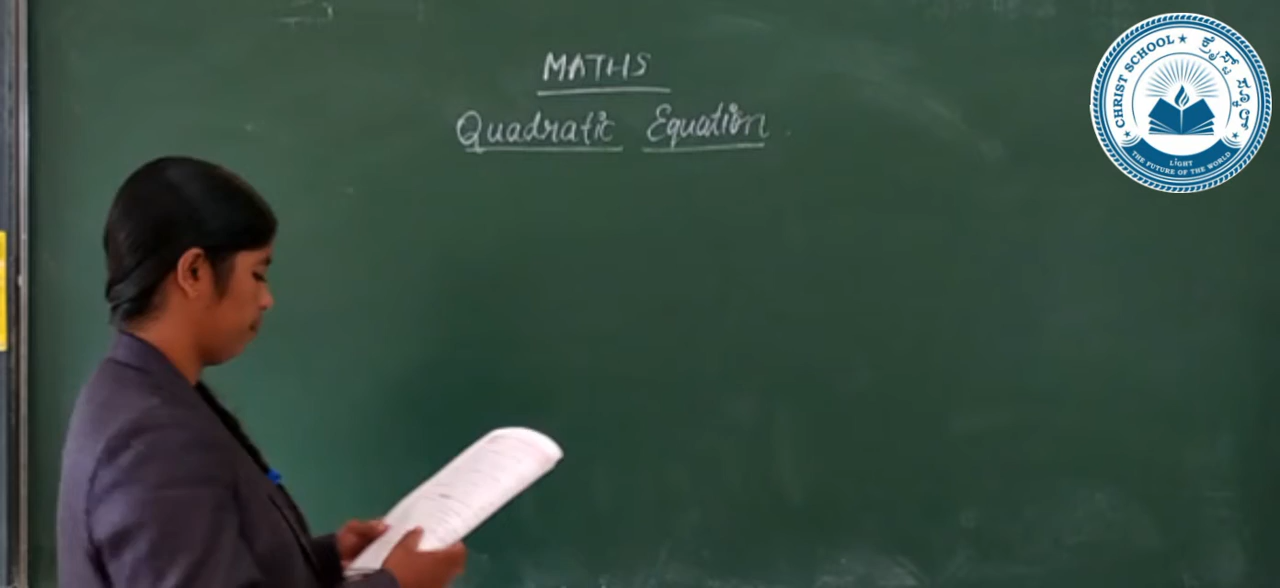 MATHS
Quadratic Equation.
CHRIST SCHOOL
ಕ್ರೈಸ್ಟ್ ಸ್ಕೂಲ್
LIGHT
THE FUTURE OF THE WORLD